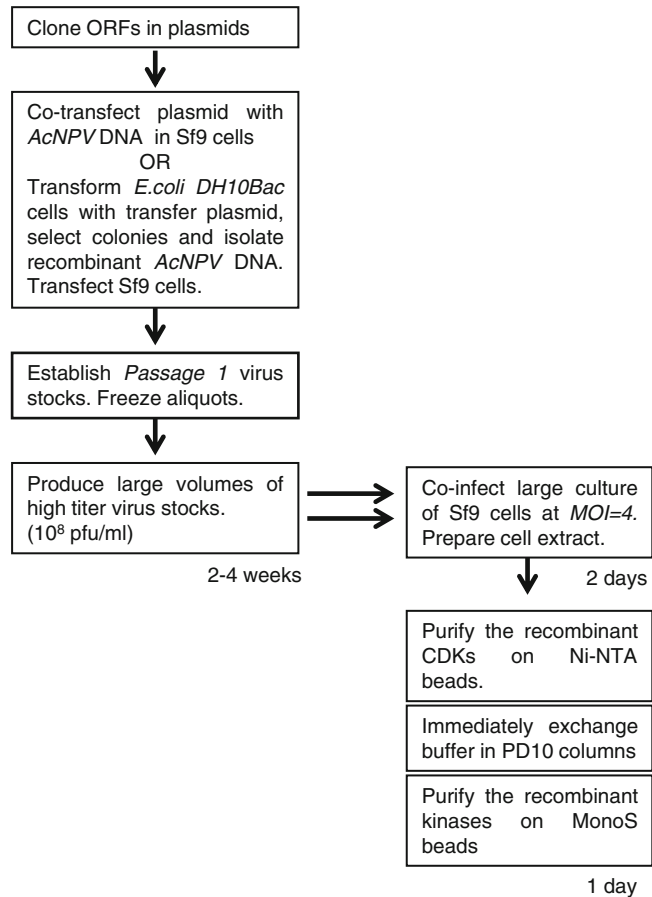 Clone ORFs in plasmids
Co-transfect plasmid with
AcNPV DNA in Sf9 cells
OR
Transform E.coli DH10Bac
cells with transfer plasmid,
select colonies and isolate
recombinant AcNPV DNA.
Transfect Sf9 cells.
Establish Passage 1 virus
stocks. Freeze aliquots.
Produce large volumes of
high titer virus stocks.
(10⁸ pfu/ml)
2-4 weeks
Co-infect large culture
of Sf9 cells at MOI=4.
Prepare cell extract.
2 days
Purify the recombinant
CDKs on Ni-NTA
beads.
Immediately exchange
buffer in PD10 columns
Purify the recombinant
kinases on MonoS
beads
1 day